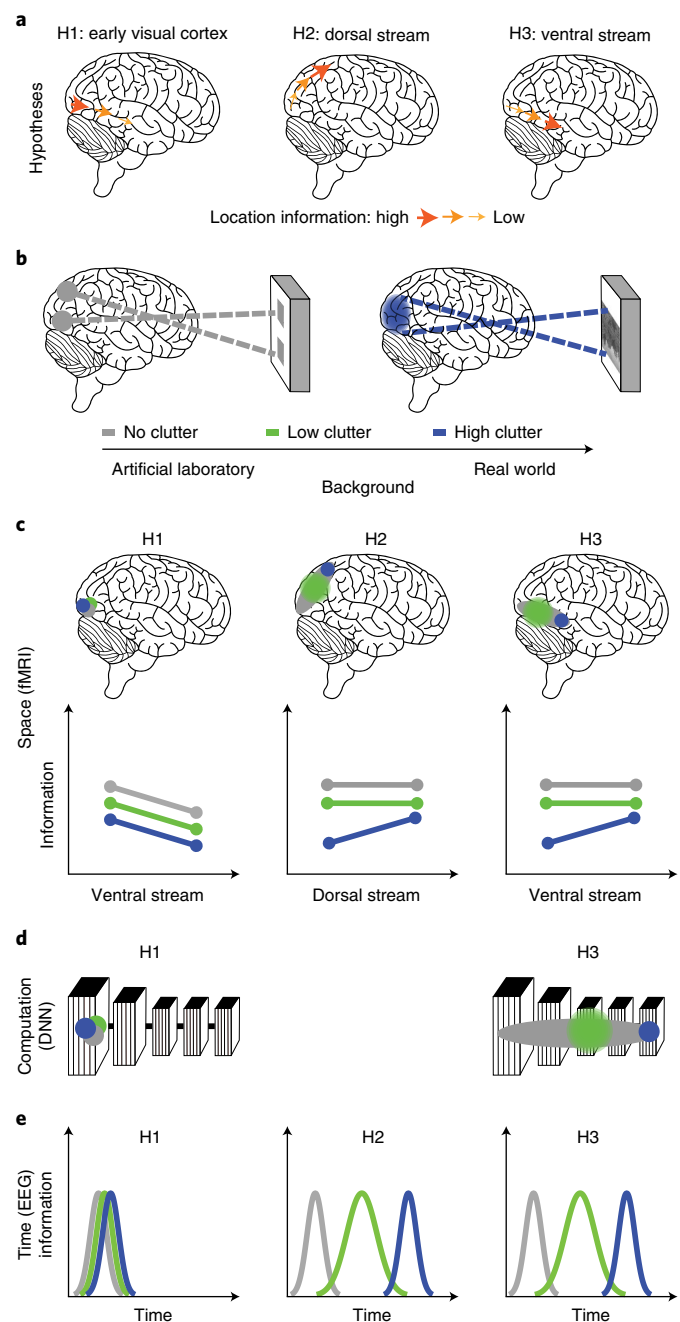 a
H1: early visual cortex H2: dorsal stream H3: ventral stream
Hypotheses
Location information: high Low
b
No clutter Low clutter High clutter
Artificial laboratory Real world
Background
c
H1 H2 H3
Space (fMRI)
Information
Ventral stream Dorsal stream Ventral stream
d
H1 H3
Computation
(DNN)
e
H1 H2 H3
Time (EEG)
information
Time Time Time